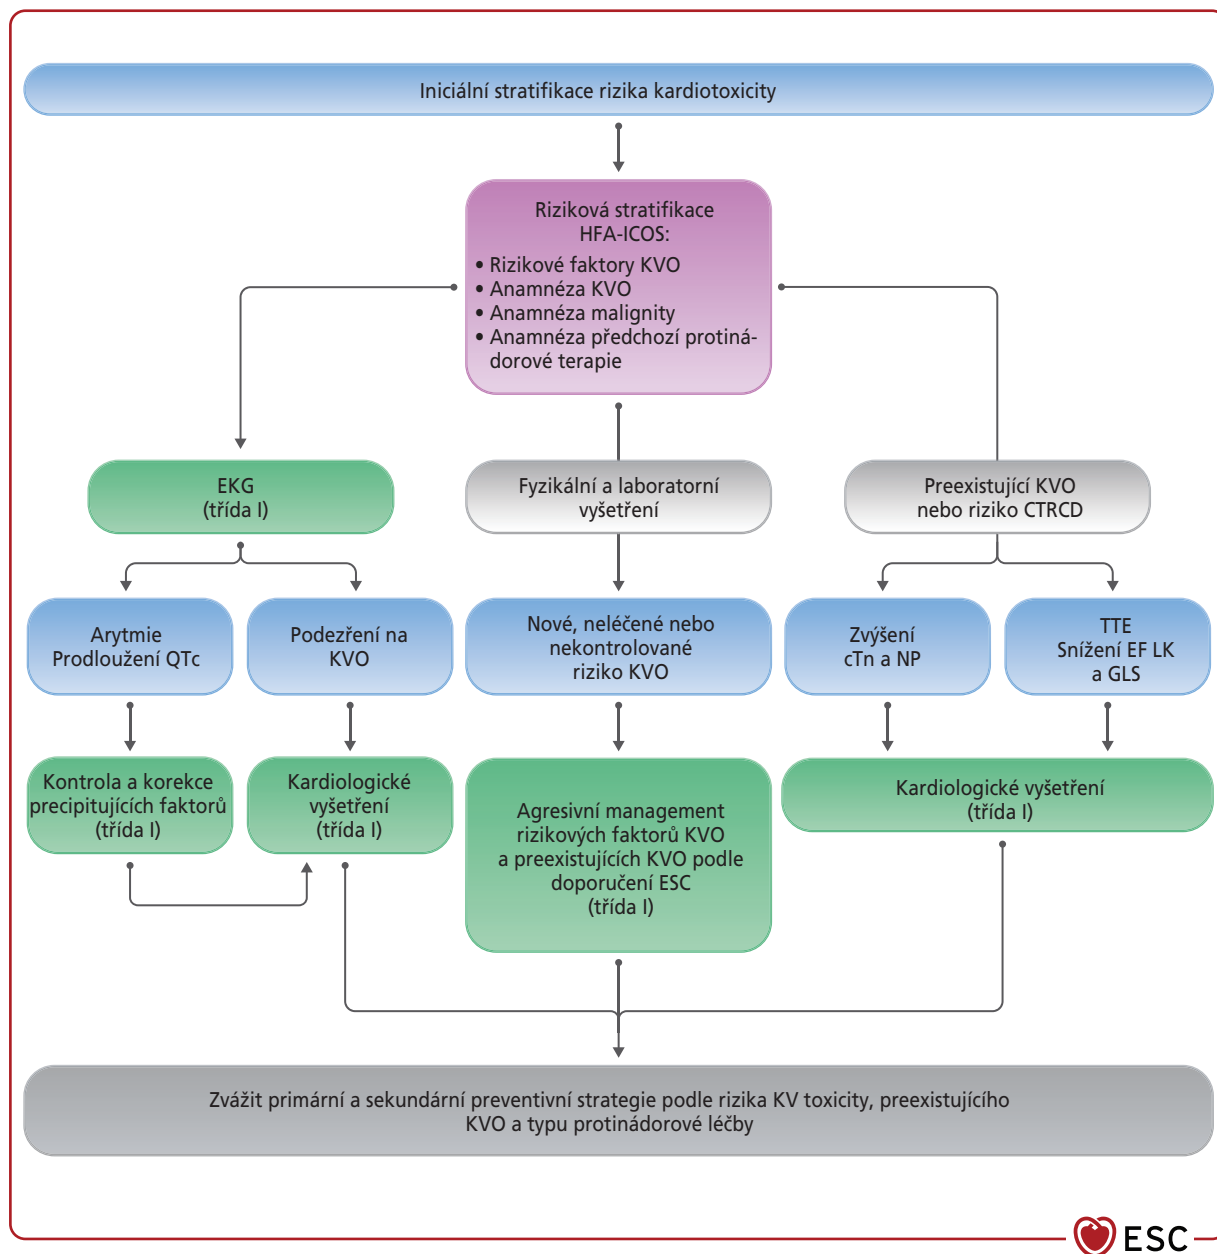 Iniciální stratifikace rizika kardiotoxicity
Riziková stratifikace
HFA-ICOS:
• Rizikové faktory KVO
• Anamnéza KVO
• Anamnéza malignity
• Anamnéza předchozí protiná-
dorové terapie
EKG
(třída I)
Fyzikální a laboratorní
vyšetření
Preexistující KVO
nebo riziko CTRCD
Arytmie
Prodloužení QTc
Podezření na
KVO
Nové, neléčené nebo
nekontrolované
riziko KVO
Zvýšení
cTn a NP
TTE
Snížení EF LK
a GLS
Kontrola a korekce
precipitujících faktorů
(třída I)
Kardiologické
vyšetření
(třída I)
Agresivní management
rizikových faktorů KVO
a preexistujících KVO podle
doporučení ESC
(třída I)
Kardiologické vyšetření
(třída I)
Zvážit primární a sekundární preventivní strategie podle rizika KV toxicity, preexistujícího
KVO a typu protinádorové léčby
ESC